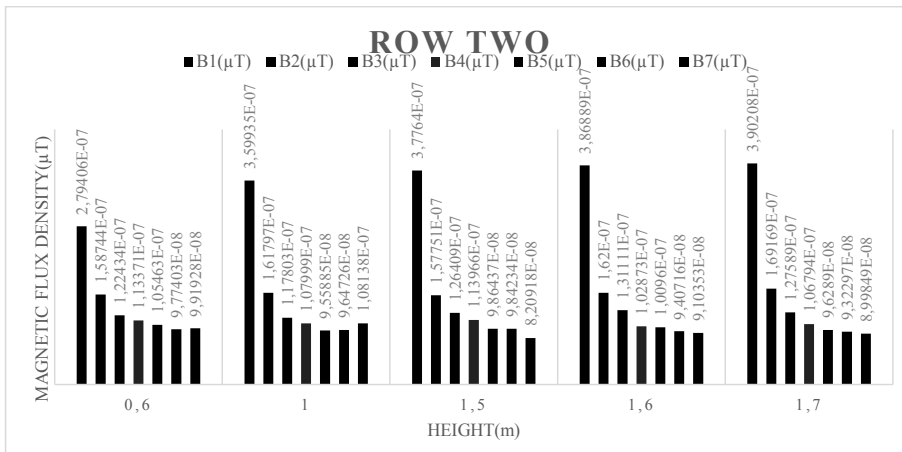 ROW TWO
B1(µT) B2(µT) B3(µT) B4(µT) B5(µT) B6(µT) B7(µT)
MAGNETIC FLUX DENSITY(µT)
2,79406E-07
1,58744E-07
1,22434E-07
1,13371E-07
1,05463E-07
9,77403E-08
9,91928E-08
3,59935E-07
1,61797E-07
1,17803E-07
1,07999E-07
9,55885E-08
9,64726E-08
1,08138E-07
3,7764E-07
1,57751E-07
1,26409E-07
1,13966E-07
9,86437E-08
9,84234E-08
8,20918E-08
3,86889E-07
1,62E-07
1,31111E-07
1,02873E-07
1,0096E-07
9,40716E-08
9,10353E-08
3,90208E-07
1,69169E-07
1,27589E-07
1,06794E-07
9,6289E-08
9,32297E-08
8,99849E-08
0,6 1 1,5 1,6 1,7
HEIGHT(m)